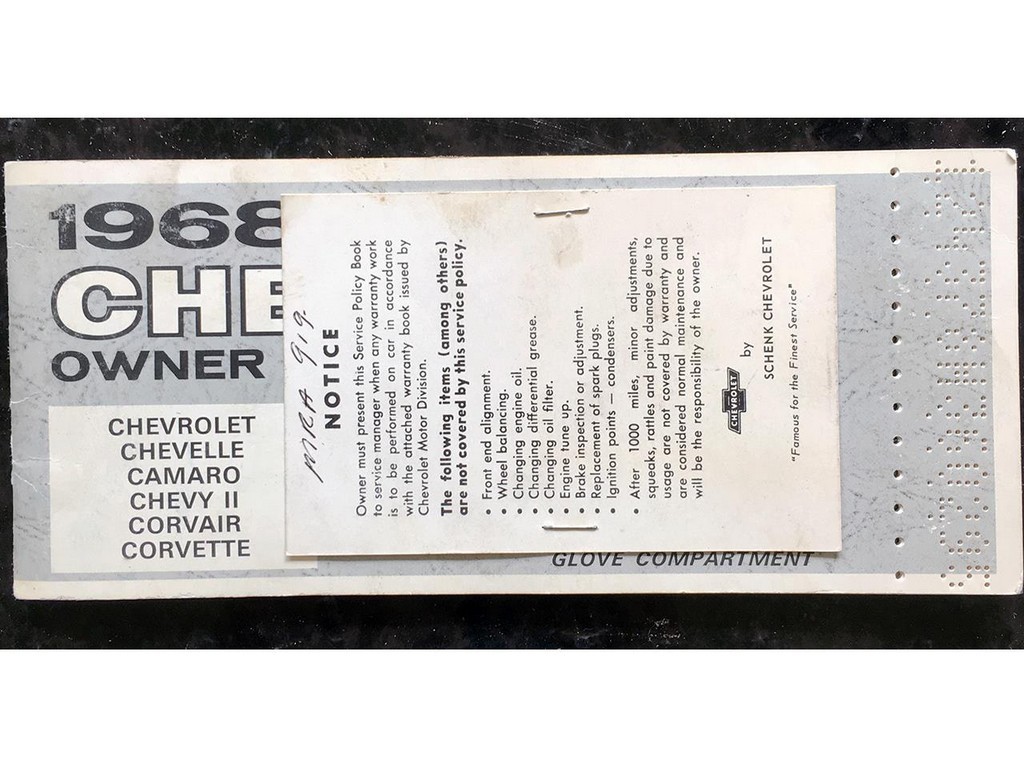 1968
CHE
OWNER
CHEVROLET
CHEVELLE
CAMARO
CHEVY II
CORVAIR
CORVETTE
MRA 919
NOTICE
Owner must present this Service Policy Book
to service manager when any warranty work
is to be performed on car in accordance
with the attached warranty book issued by
Chevrolet Motor Division.
The following items (among others)
are not covered by this service policy.
• Front end alignment.
• Wheel balancing.
• Changing engine oil.
• Changing differential grease.
• Changing oil filter.
• Engine tune up.
• Brake inspection or adjustment.
• Replacement of spark plugs.
• Ignition points — condensers.
• After 1000 miles, minor adjustments,
squeaks, rattles and paint damage due to
usage are not covered by warranty and
are considered normal maintenance and
will be the responsibility of the owner.
CHEVROLET
by
SCHENK CHEVROLET
"Famous for the Finest Service"
GLOVE COMPARTMENT